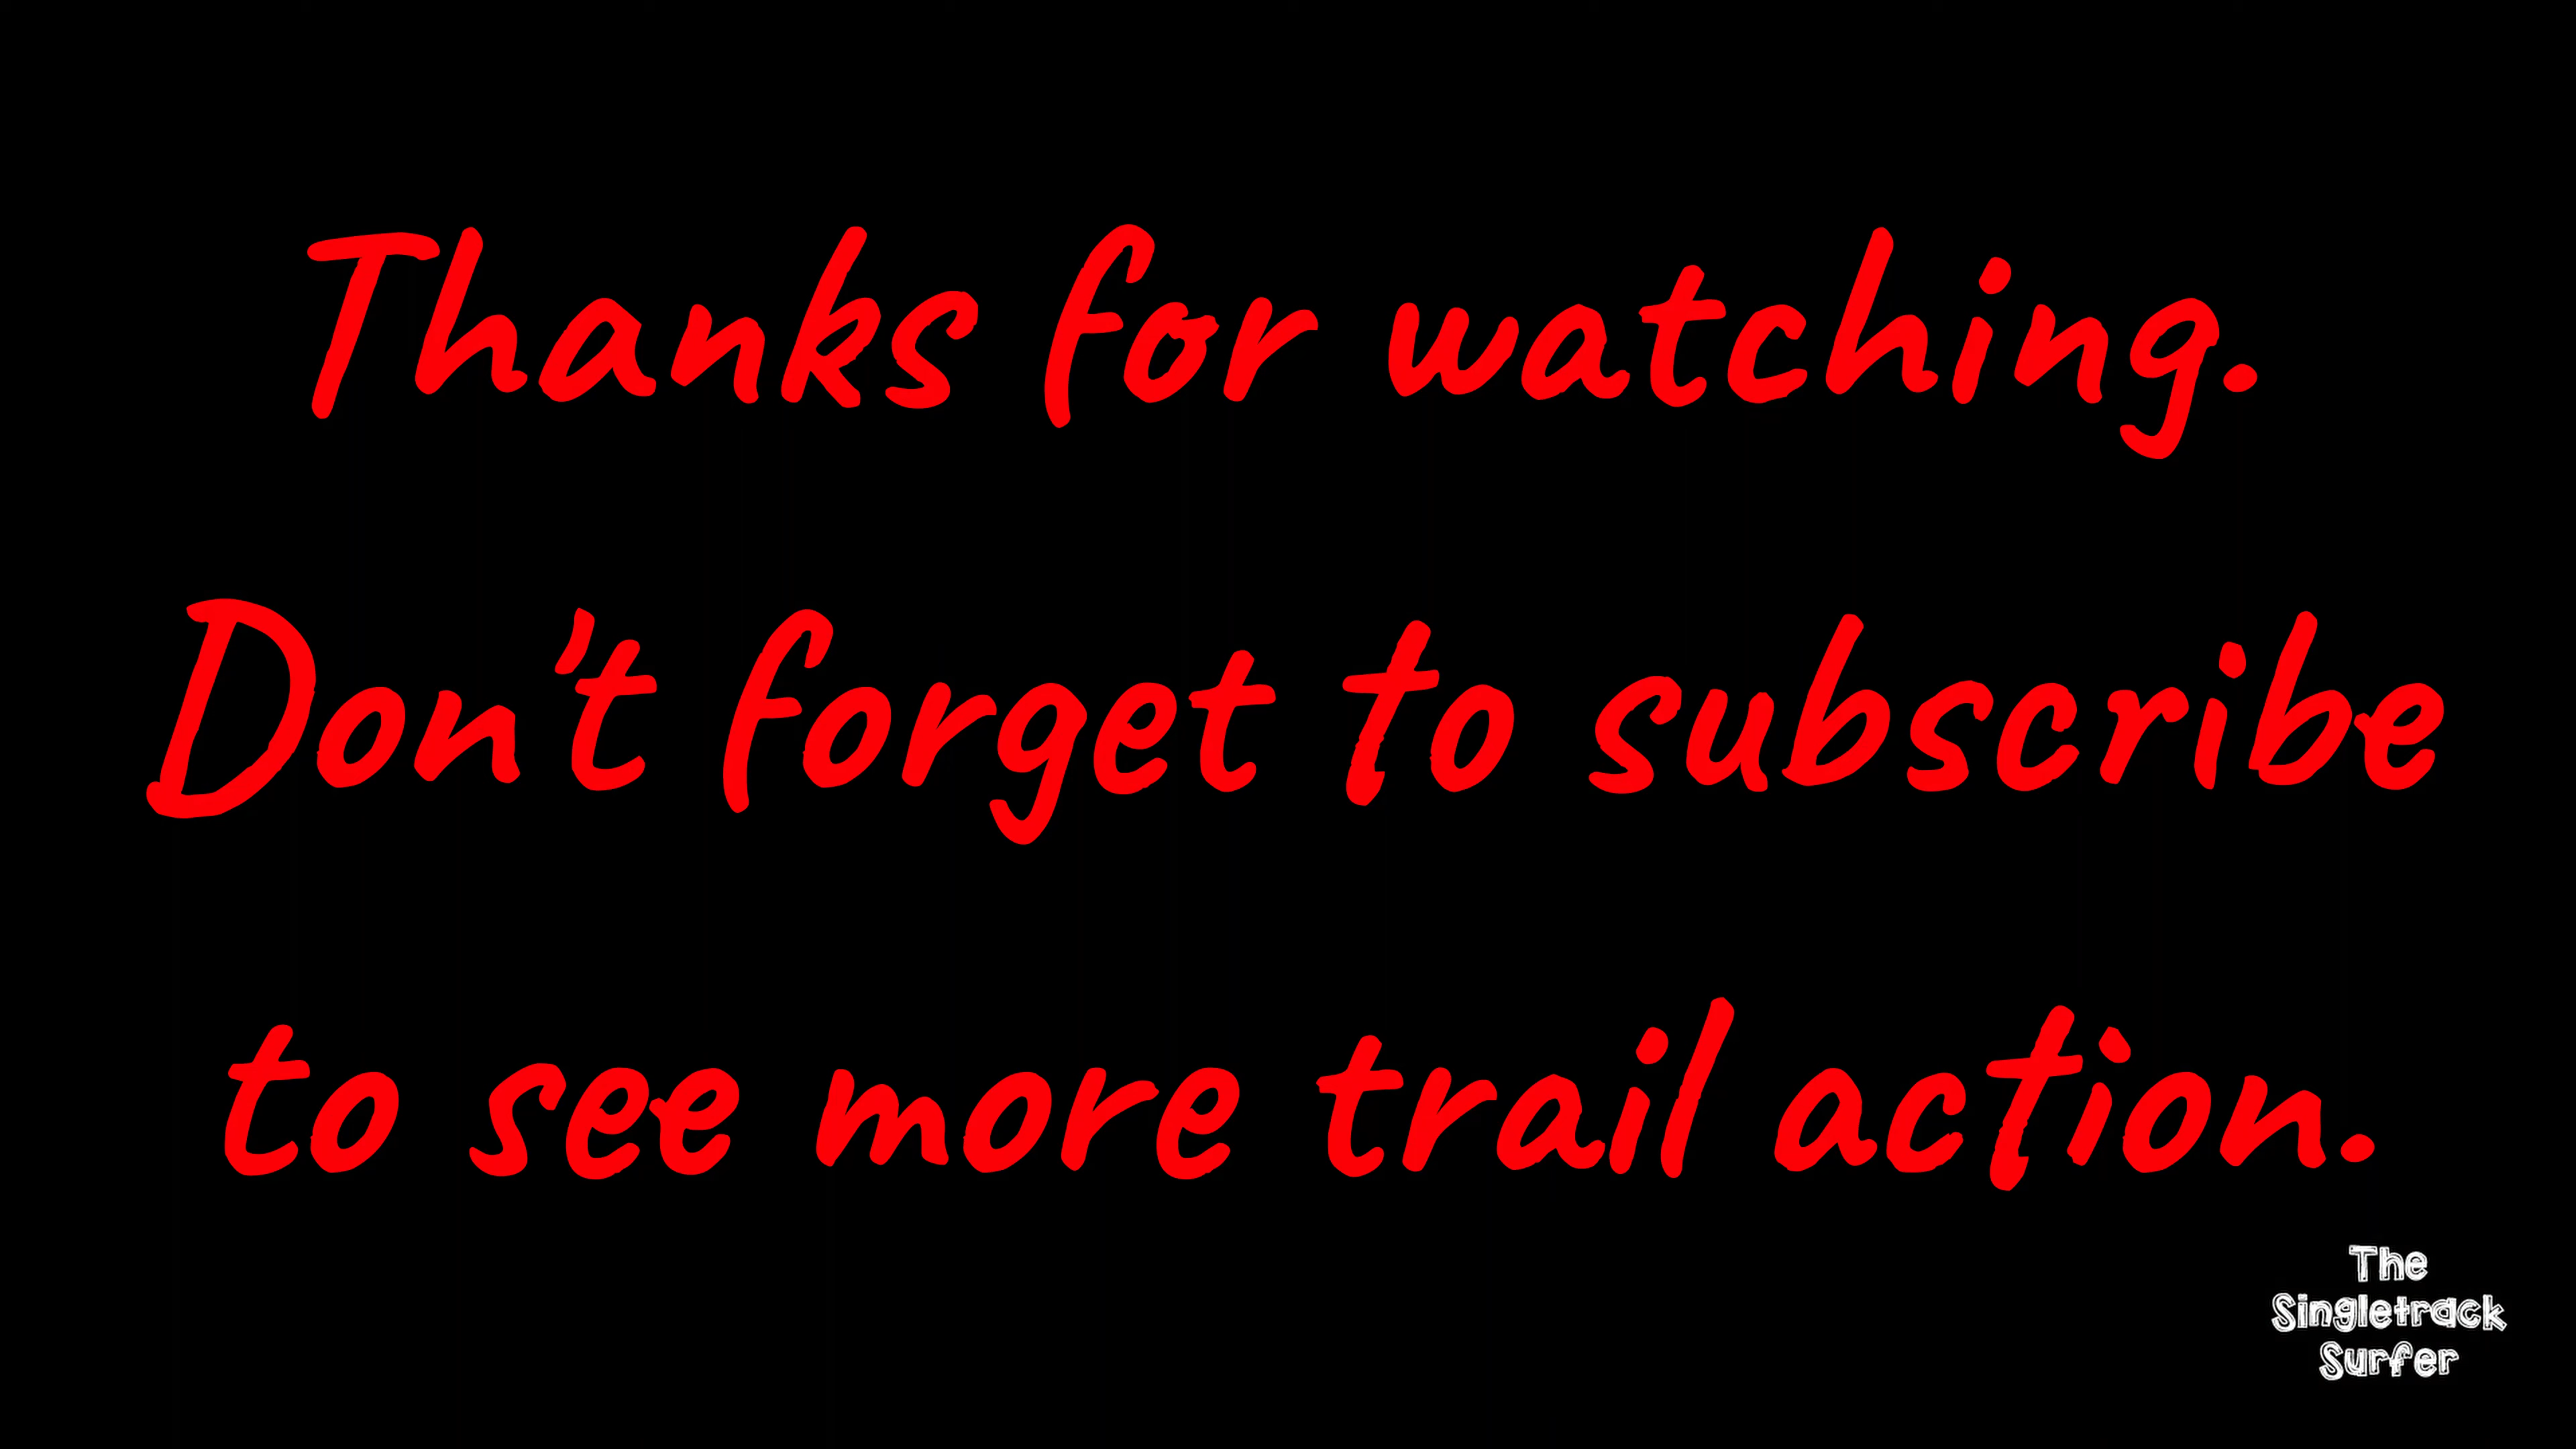 Thanks for watching.
Don't forget to subscribe
to see more trail action.
The
Singletrack
Surfer